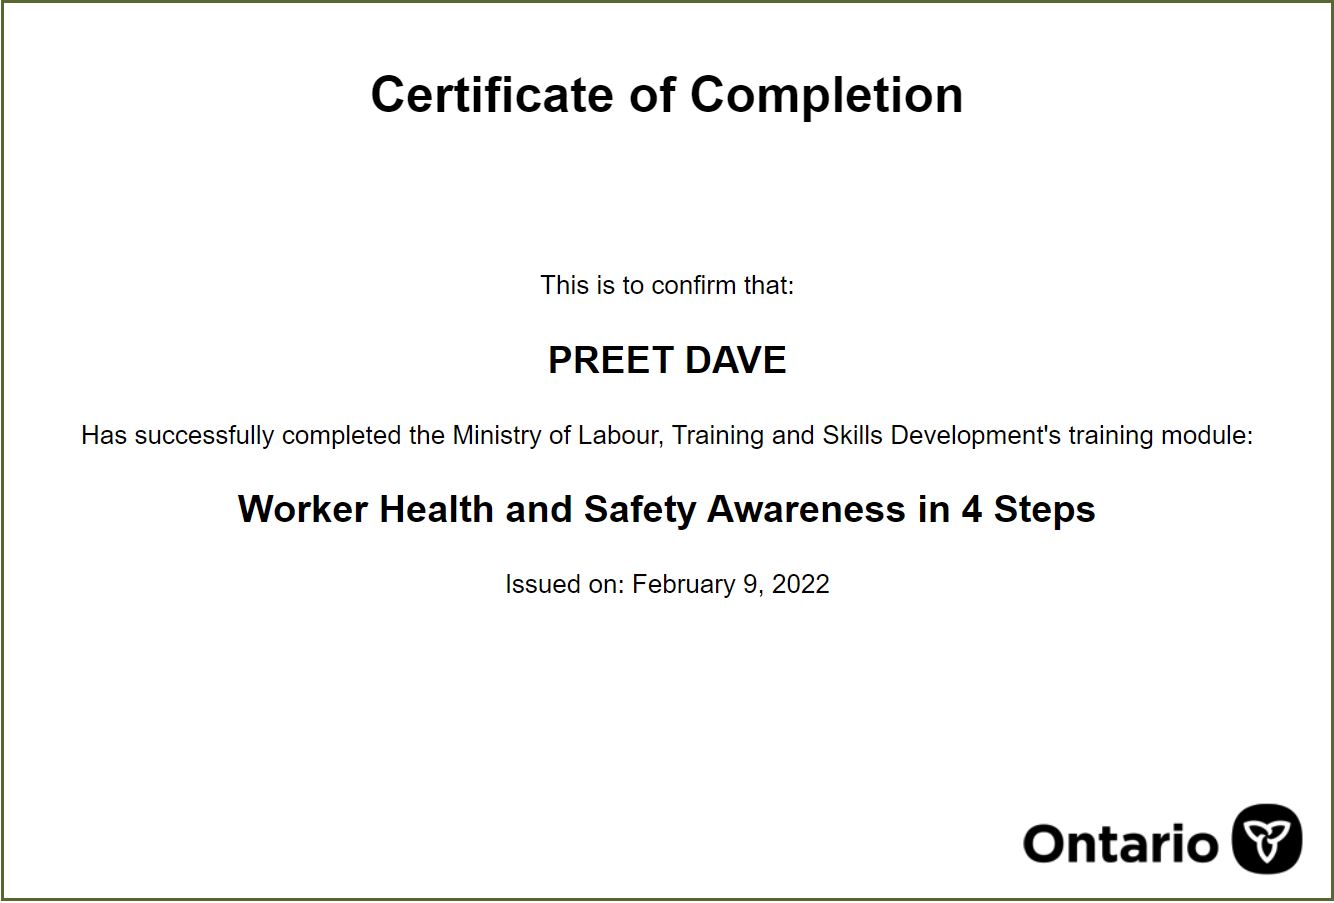 Certificate of Completion
This is to confirm that:
PREET DAVE
Has successfully completed the Ministry of Labour, Training and Skills Development's training module:
Worker Health and Safety Awareness in 4 Steps
Issued on: February 9, 2022
Ontario